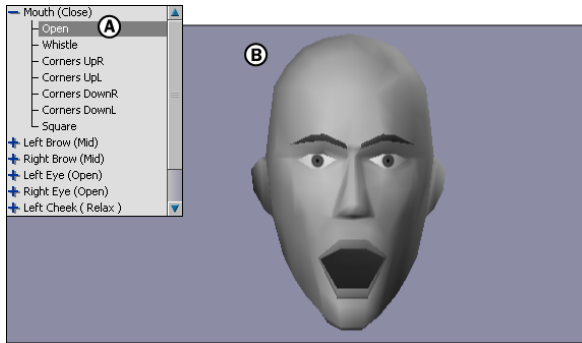 Mouth (Close)
Open
A
Whistle
Corners UpR
Corners UpL
Corners DownR
Corners DownL
Square
Left Brow (Mid)
Right Brow (Mid)
Left Eye (Open)
Right Eye (Open)
Left Cheek ( Relax )
B